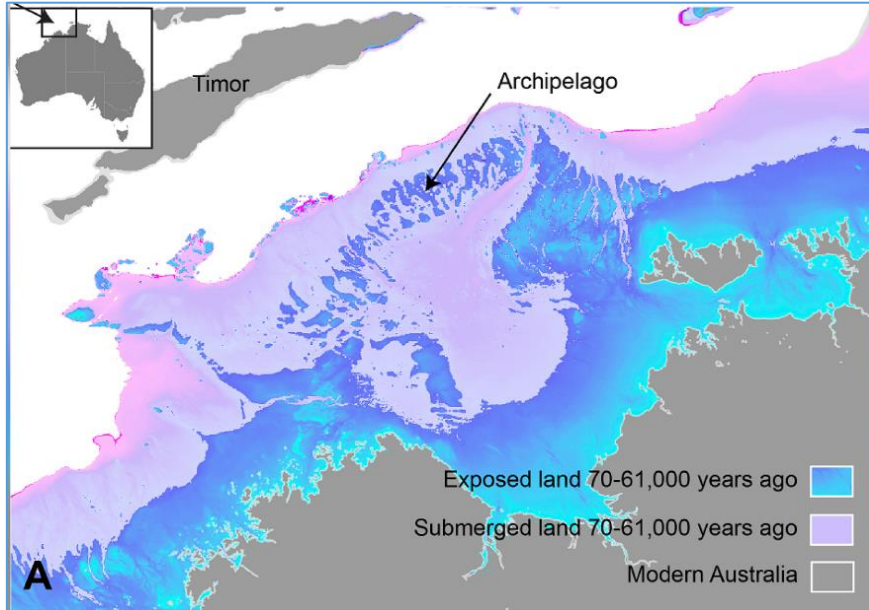 Timor
Archipelago
Exposed land 70-61,000 years ago
Submerged land 70-61,000 years ago
A
Modern Australia